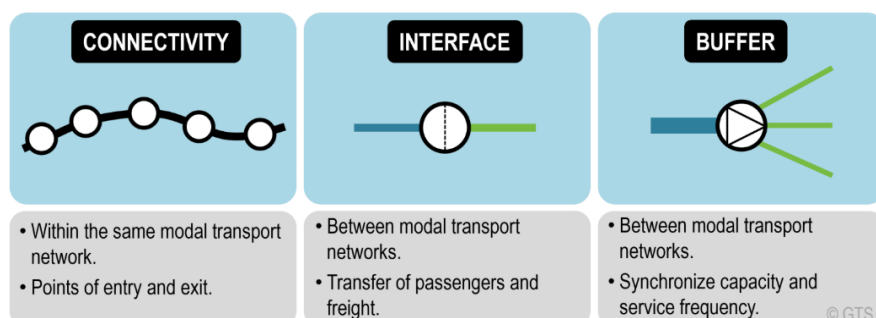 CONNECTIVITY
• Within the same modal transport
network.
• Points of entry and exit.
INTERFACE
• Between modal transport
networks.
• Transfer of passengers and
freight.
BUFFER
• Between modal transport
networks.
• Synchronize capacity and
service frequency.
© GTS